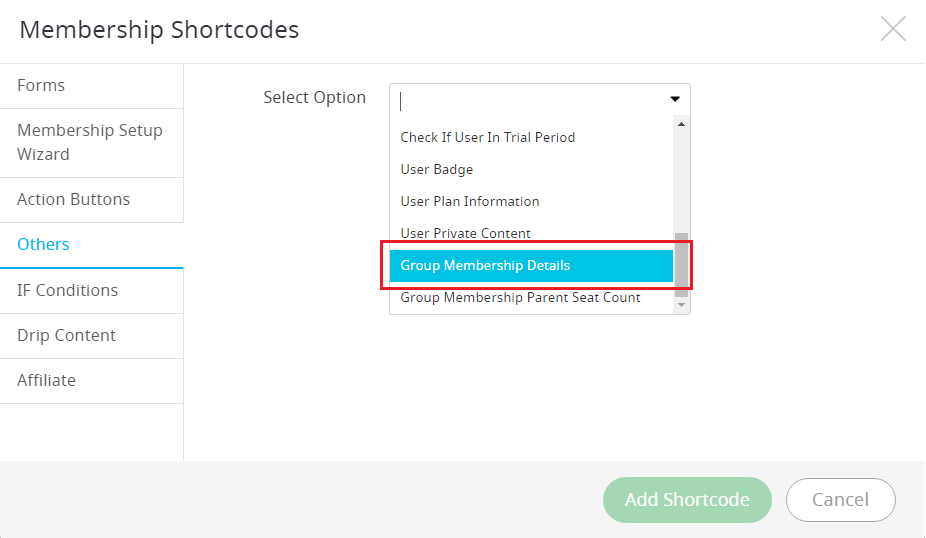 Membership Shortcodes
Forms
Membership Setup
Wizard
Action Buttons
Others
IF Conditions
Drip Content
Affiliate
Select Option
Check If User In Trial Period
User Badge
User Plan Information
User Private Content
Group Membership Details
Group Membership Parent Seat Count
Add Shortcode
Cancel